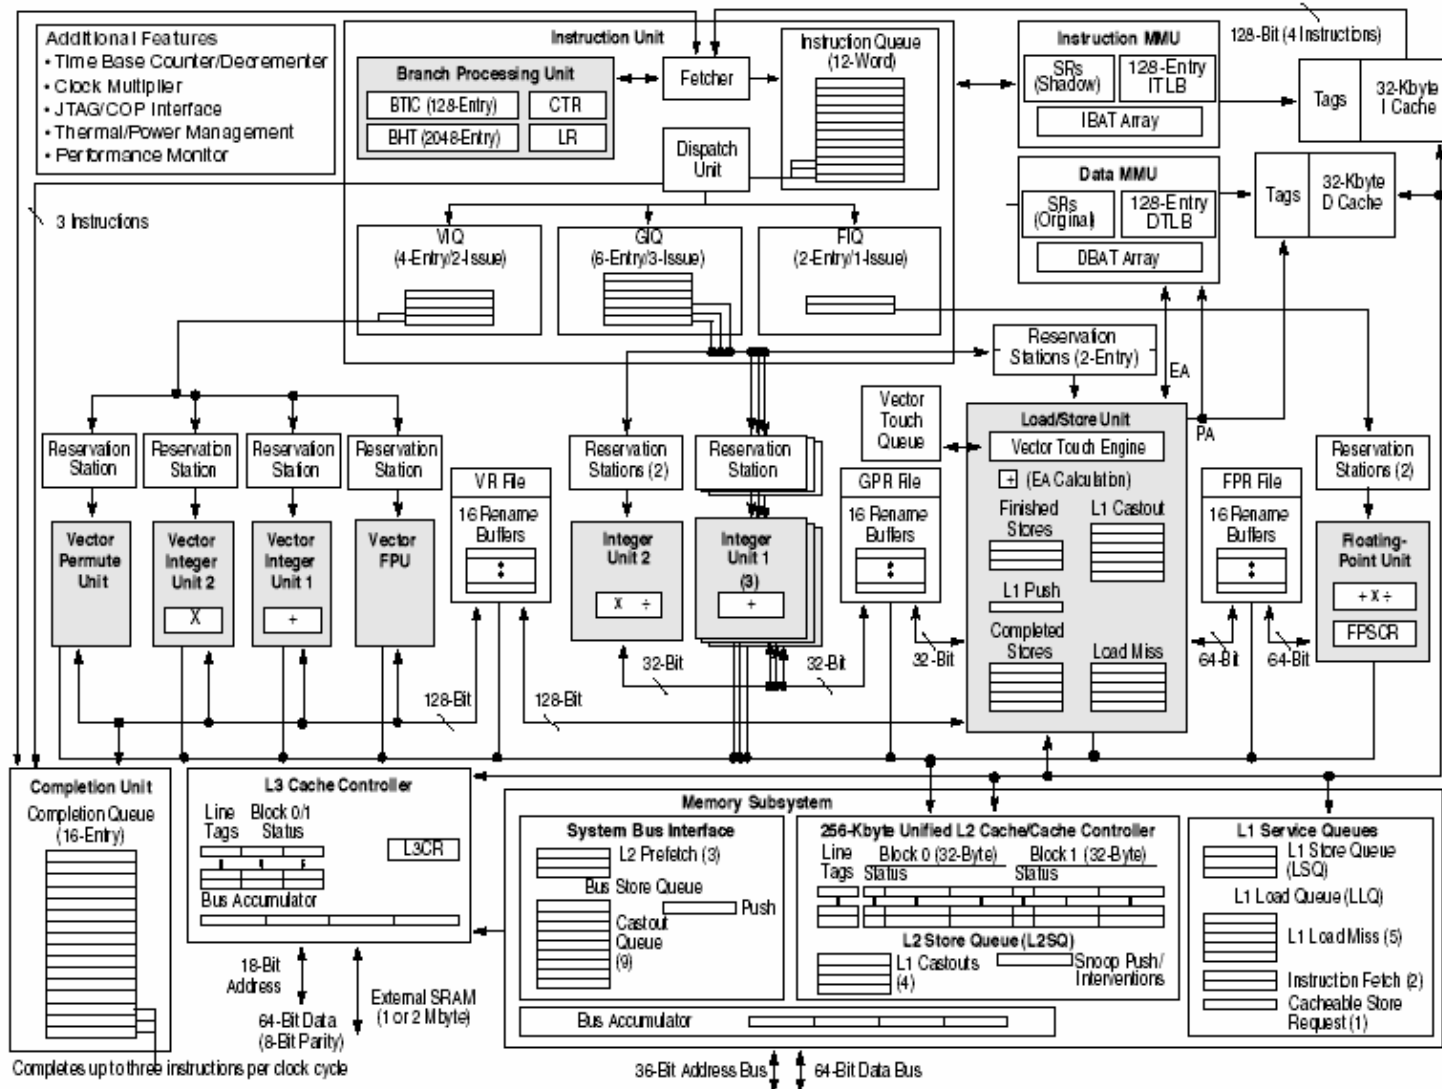 Additional Features
• Time Base Counter/Decrementer
• Clock Multiplier
• JTAG/COP Interface
• Thermal/Power Management
• Performance Monitor
3 Instructions
Instruction Unit
Branch Processing Unit
BTIC (128-Entry)
CTR
BHT (2048-Entry)
LR
Fetcher
Dispatch
Unit
Instruction Queue
(12-Word)
VIQ
(4-Entry/2-Issue)
GIQ
(6-Entry/3-Issue)
FIQ
(2-Entry/1-Issue)
Instruction MMU
SRs
(Shadow)
128-Entry
ITLB
IBAT Array
128-Bit (4 Instructions)
Tags
32-Kbyte
I Cache
Data MMU
SRs
(Orginal)
128-Entry
DTLB
DBAT Array
Tags
32-Kbyte
D Cache
Reservation
Stations (2-Entry)
EA
PA
Reservation
Station
Reservation
Station
Reservation
Station
Reservation
Station
Vector
Permute
Unit
Vector
Integer
Unit 2
X
Vector
Integer
Unit 1
+
Vector
FPU
VR File
16 Rename
Buffers
Reservation
Stations (2)
Reservation
Station
Integer
Unit 2
x ÷
Integer
Unit 1
(3)
+
Vector
Touch
Queue
GPR File
16 Rename
Buffers
Load/Store Unit
Vector Touch Engine
+ (EA Calculation)
Finished
Stores
L1 Castout
L1 Push
Completed
Stores
Load Miss
FPR File
16 Rename
Buffers
Reservation
Stations (2)
Floating-
Point Unit
+ x ÷
FPSCR
128-Bit
128-Bit
32-Bit
32-Bit
32-Bit
64-Bit
64-Bit
Completion Unit
Completion Queue
(16-Entry)
Completes up to three instructions per clock cycle
L3 Cache Controller
Line
Tags
Block 0/1
Status
L3CR
Bus Accumulator
18-Bit
Address
64-Bit Data
(8-Bit Parity)
External SRAM
(1 or 2 Mbyte)
Memory Subsystem
System Bus Interface
L2 Prefetch (3)
Bus Store Queue
Castout
Queue
(9)
Push
256-Kbyte Unified L2 Cache/Cache Controller
Line
Tags
Block 0 (32-Byte)
Status
Block 1 (32-Byte)
Status
L2 Store Queue (L2SQ)
L1 Castouts
(4)
Snoop Push/
Interventions
L1 Service Queues
L1 Store Queue
(LSQ)
L1 Load Queue (LLQ)
L1 Load Miss (5)
Instruction Fetch (2)
Cacheable Store
Request (1)
Bus Accumulator
36-Bit Address Bus
64-Bit Data Bus